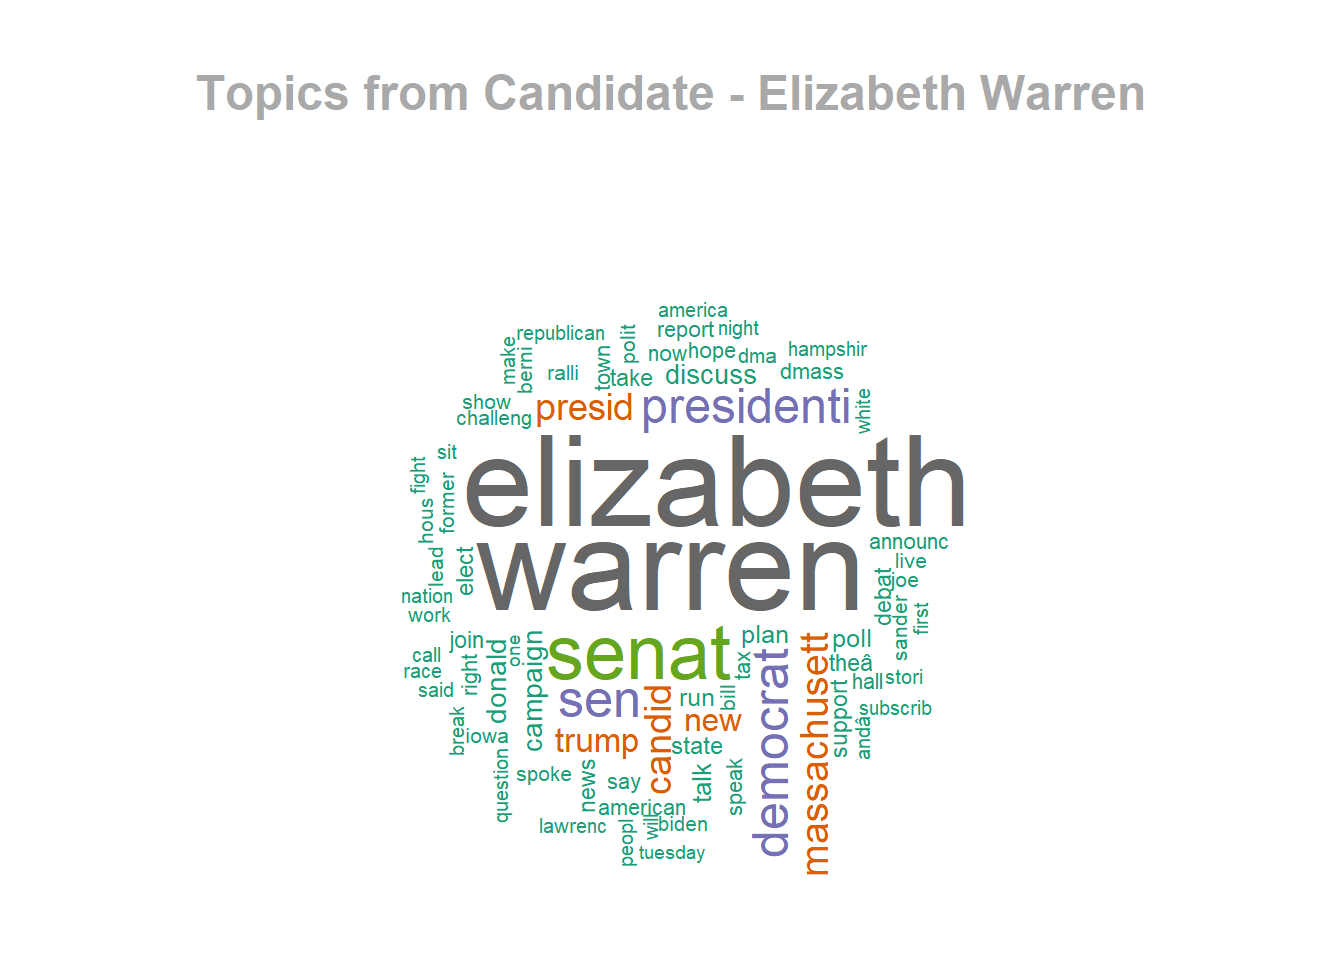 Topics from Candidate - Elizabeth Warren
america
republican
polit
report
night
make
berni
ralli
town
take
now
hope
dma
hampshir
discuss
dmass
show
challeng
presid
presidenti
white
sit
fight
former
hous
elizabeth
lead
elect
warren
announc
live
joe
debat
nation
work
sander
first
join
one
campaign
senat
plan
poll
massachusett
call
race
said
right
donald
tax
democrat
theâ
hall
stori
sen
candid
run
bill
new
support
subscrib
andâ
break
iowa
trump
state
question
spoke
news
say
talk
speak
american
lawrenc
peopl
will
biden
tuesday